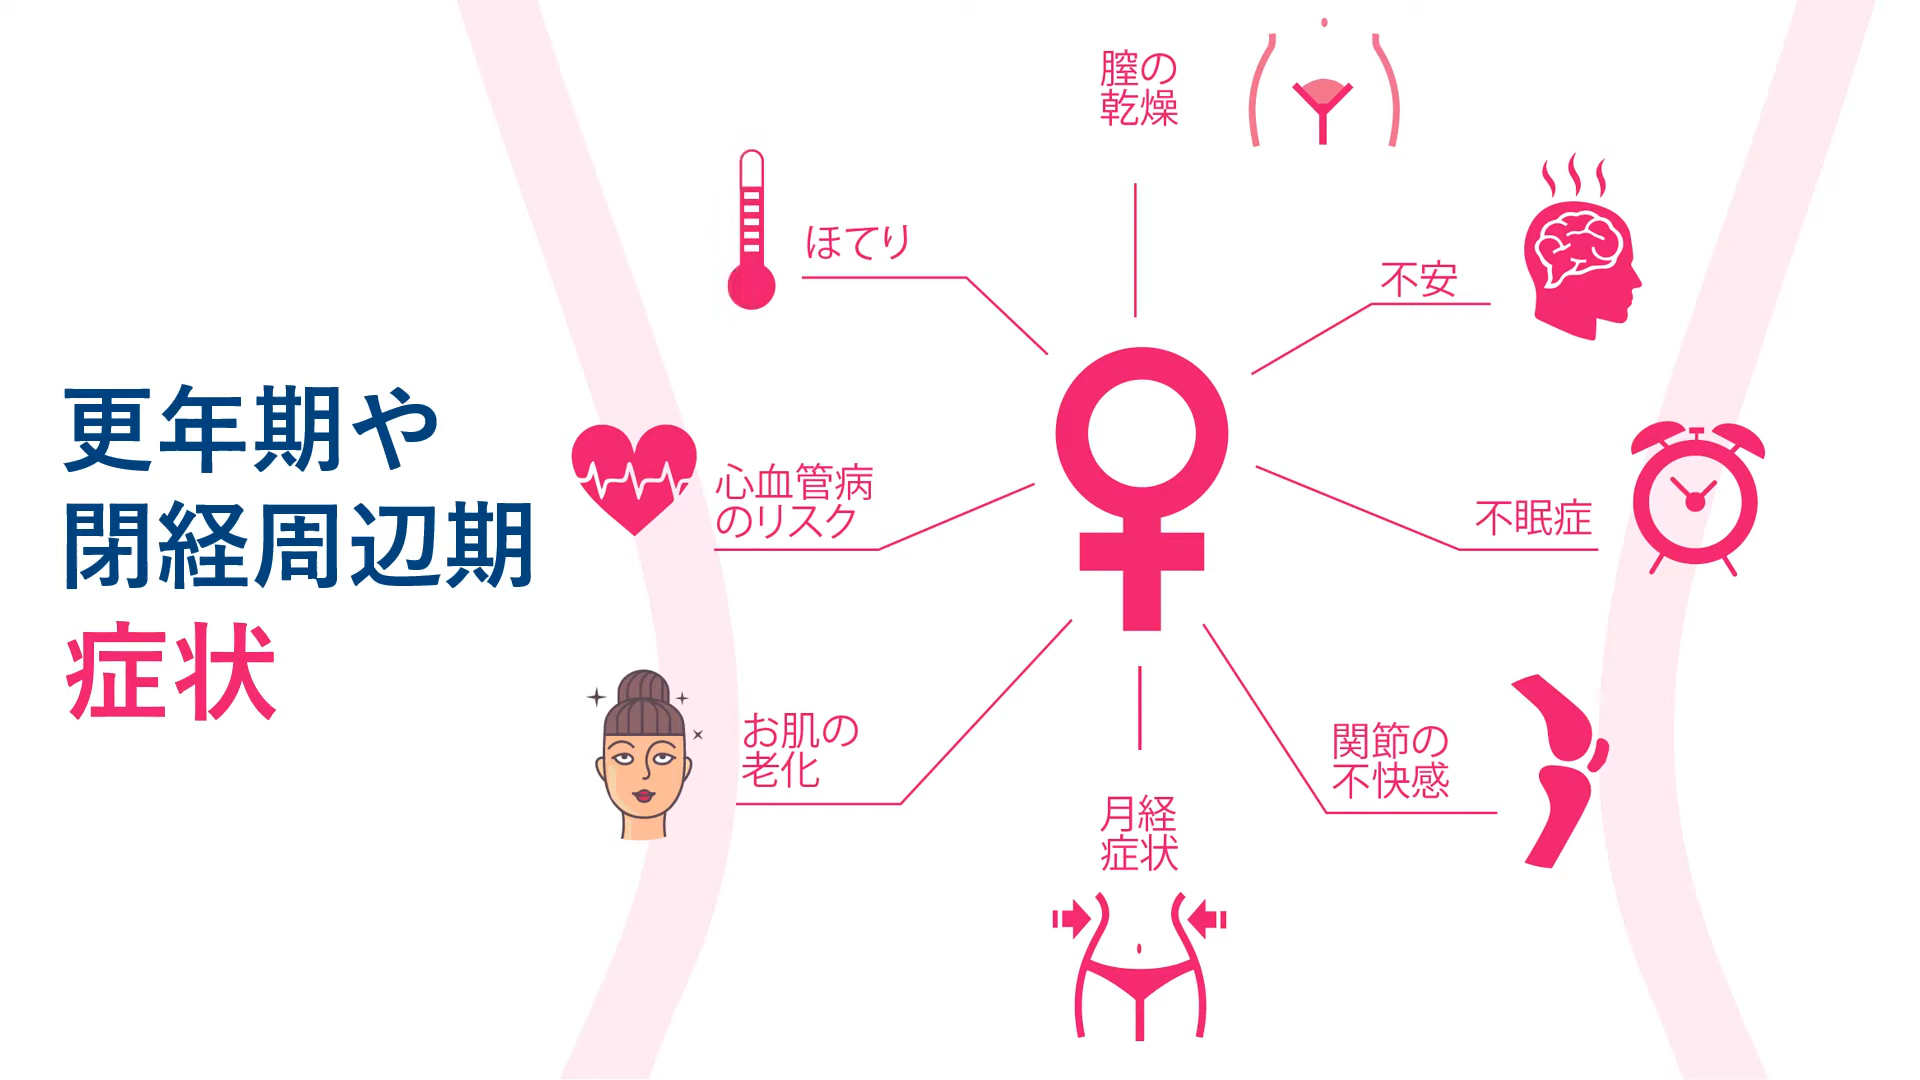 更年期や
閉経周辺期
症状
膣の
乾燥
ほてり
不安
心血管病
のリスク
不眠症
お肌の
老化
関節の
不快感
月経
症状